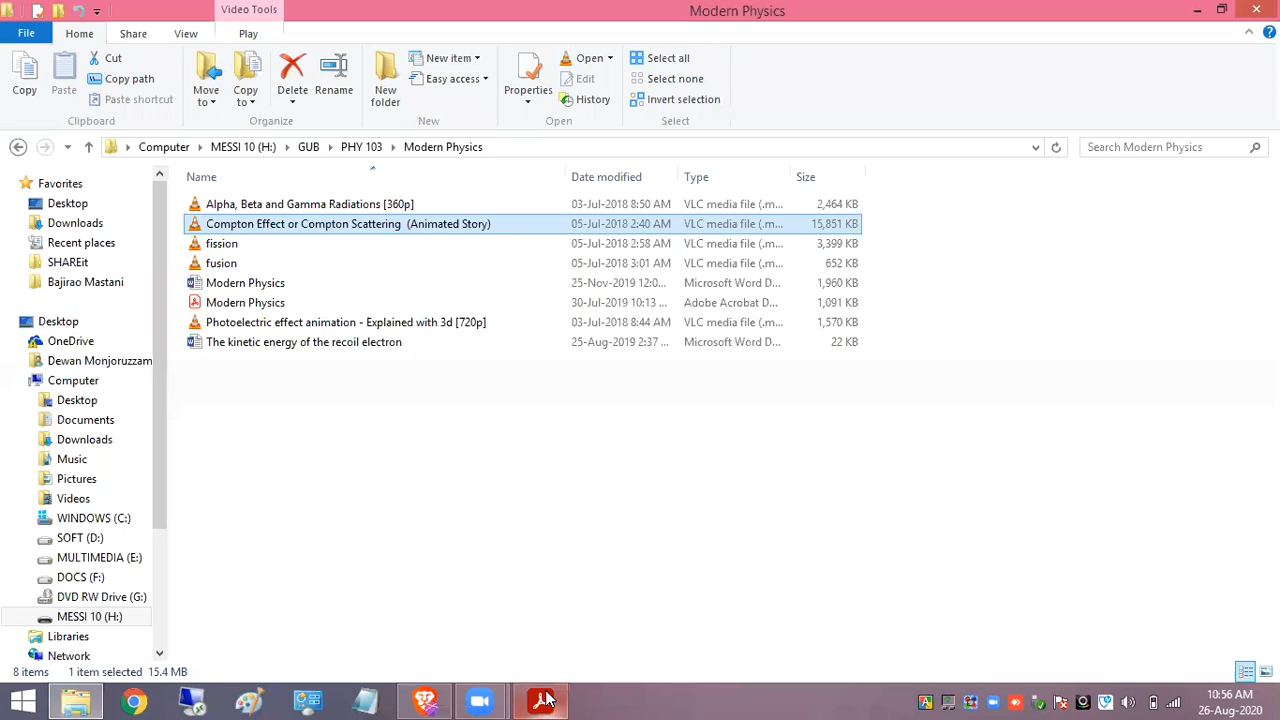 Video Tools
Modern Physics
File
Home
Share
View
Play
Copy
Paste
Cut
Copy path
Paste shortcut
Clipboard
Move to
Copy to
Delete
Rename
Organize
New folder
New item
Easy access
New
Properties
Open
Edit
History
Open
Select all
Select none
Invert selection
Select
Computer
MESSI 10 (H:)
GUB
PHY 103
Modern Physics
Search Modern Physics
Name
Date modified
Type
Size
Alpha, Beta and Gamma Radiations [360p] 03-Jul-2018 8:50 AM VLC media file (.m... 2,464 KB
Compton Effect or Compton Scattering (Animated Story) 05-Jul-2018 2:40 AM VLC media file (.m... 15,851 KB
fission 05-Jul-2018 2:58 AM VLC media file (.m... 3,399 KB
fusion 05-Jul-2018 3:01 AM VLC media file (.m... 652 KB
Modern Physics 25-Nov-2019 12:0... Microsoft Word D... 1,960 KB
Modern Physics 30-Jul-2019 10:13 ... Adobe Acrobat D... 1,091 KB
Photoelectric effect animation - Explained with 3d [720p] 03-Jul-2018 8:44 AM VLC media file (.m... 1,570 KB
The kinetic energy of the recoil electron 25-Aug-2019 2:37 ... Microsoft Word D... 22 KB
Favorites
Desktop
Downloads
Recent places
SHAREit
Bajirao Mastani
Desktop
OneDrive
Dewan Monjoruzzam
Computer
Desktop
Documents
Downloads
Music
Pictures
Videos
WINDOWS (C:)
SOFT (D:)
MULTIMEDIA (E:)
DOCS (F:)
DVD RW Drive (G:)
MESSI 10 (H:)
Libraries
Network
8 items 1 item selected 15.4 MB
10:56 AM
26-Aug-2020